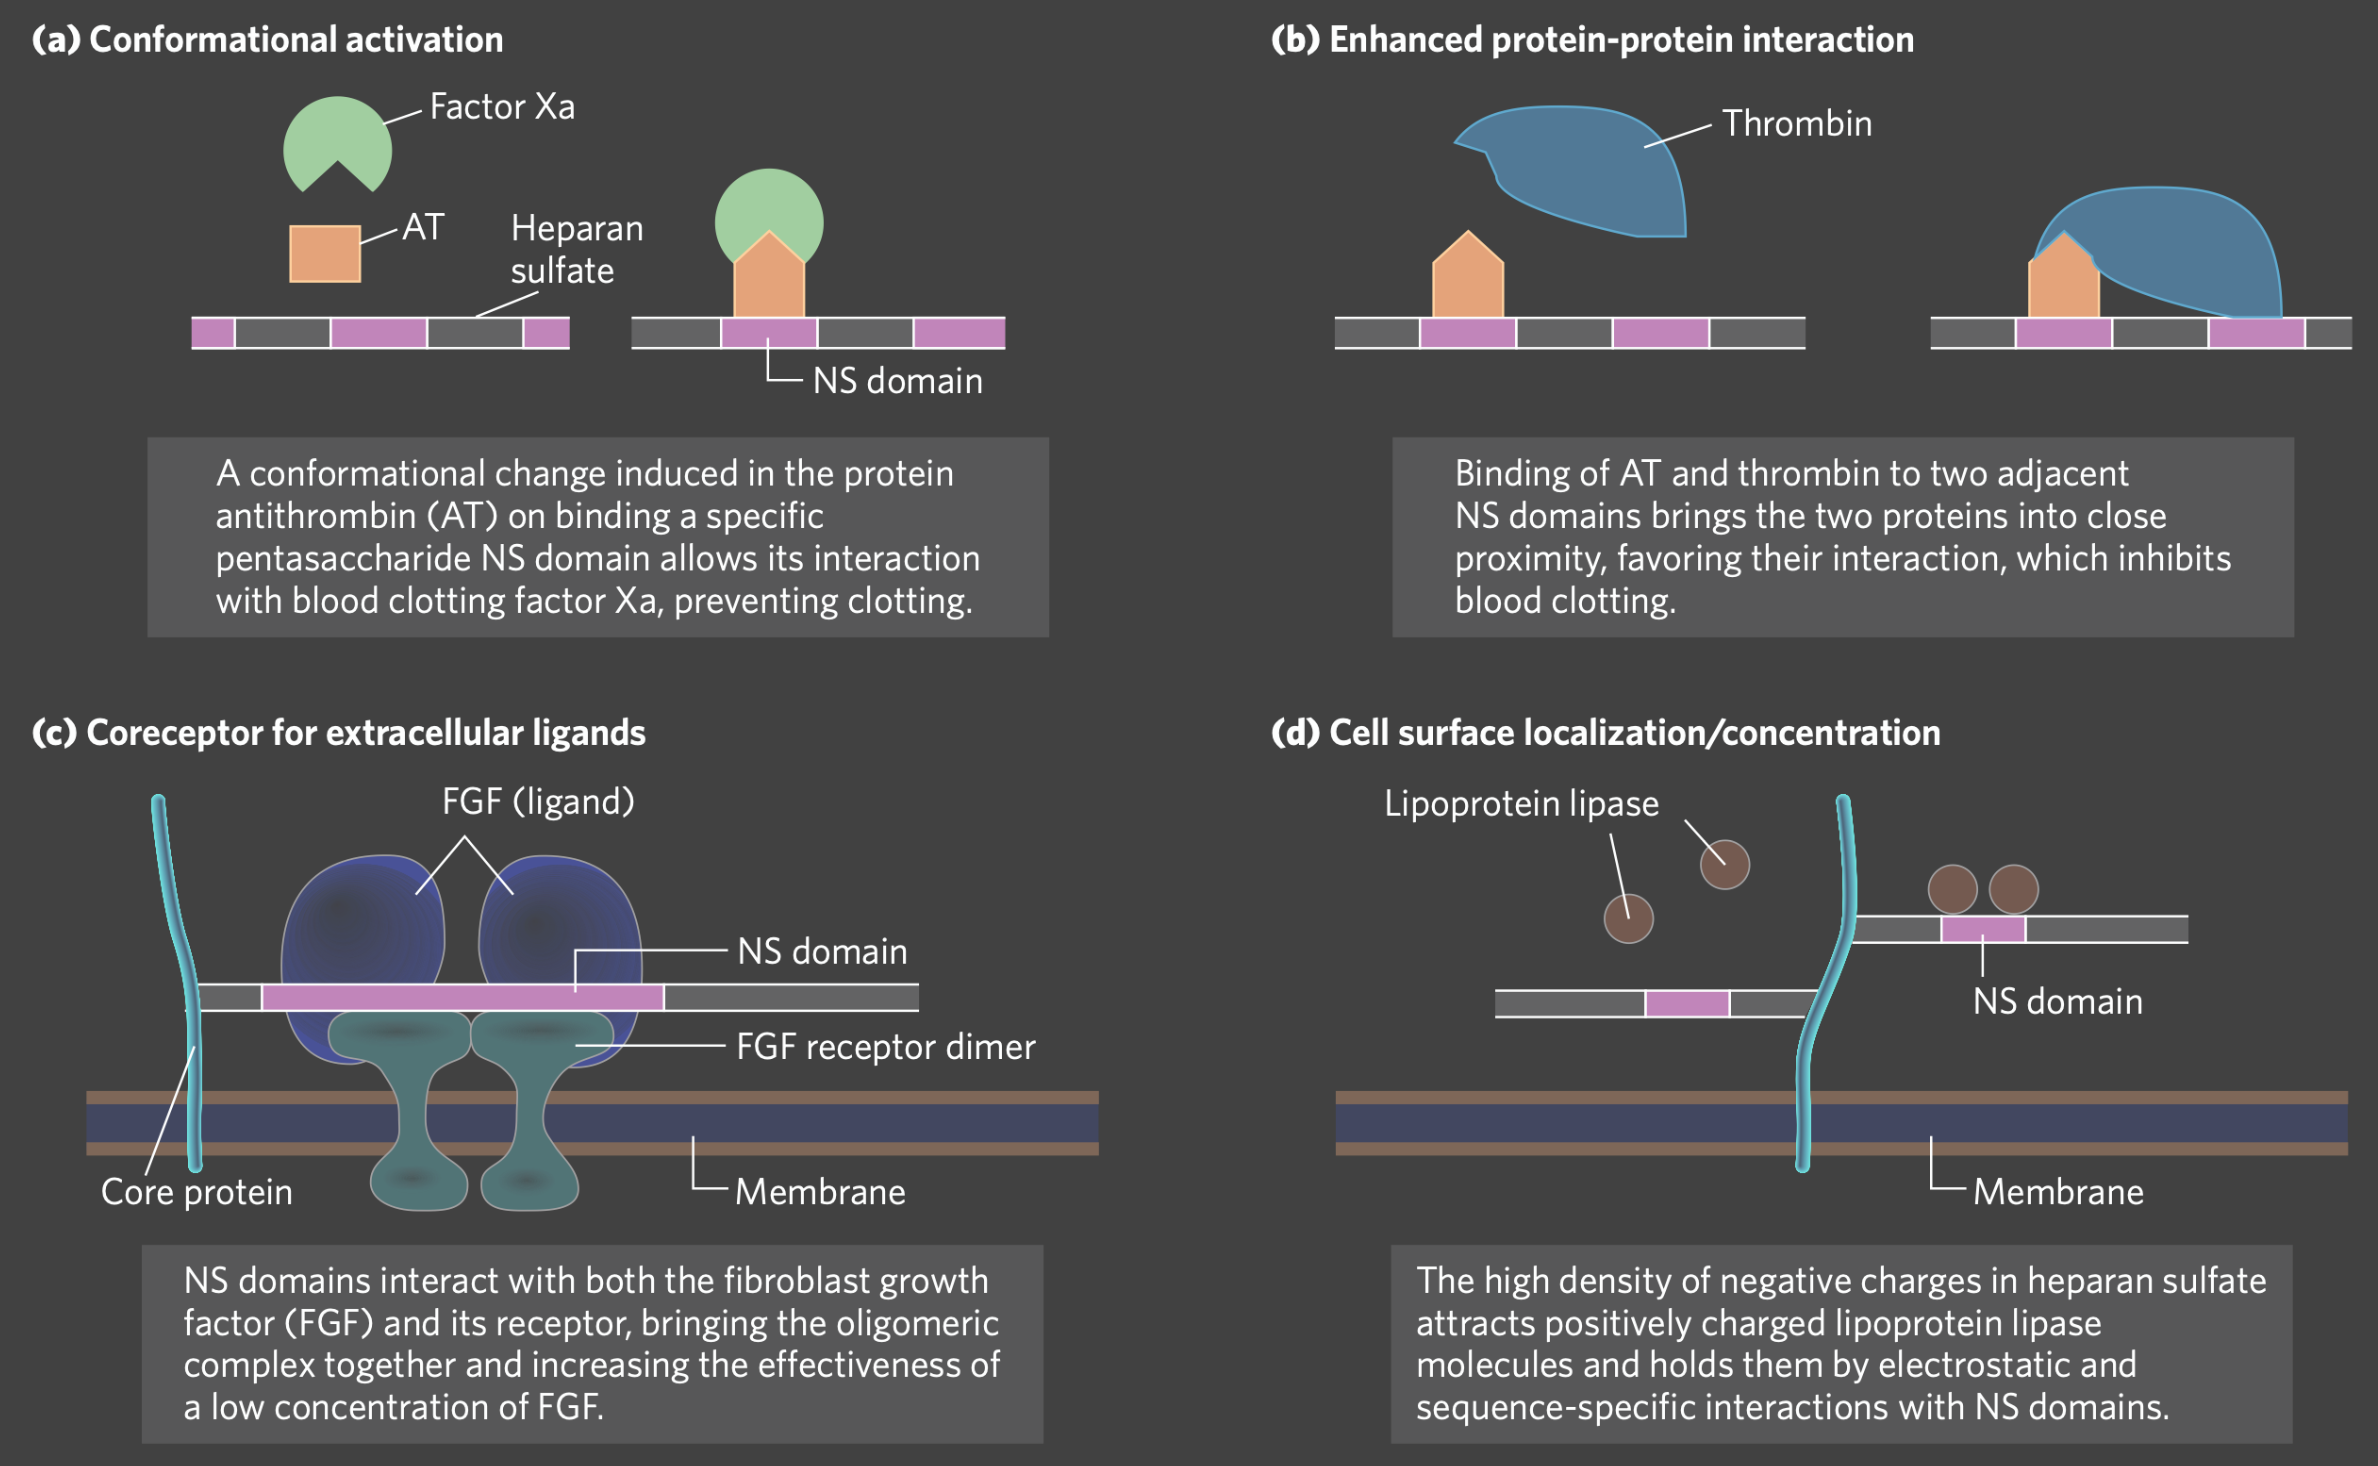 (a) Conformational activation
Factor Xa
AT
Heparan
sulfate
NS domain
A conformational change induced in the protein
antithrombin (AT) on binding a specific
pentasaccharide NS domain allows its interaction
with blood clotting factor Xa, preventing clotting.
(b) Enhanced protein-protein interaction
Thrombin
Binding of AT and thrombin to two adjacent
NS domains brings the two proteins into close
proximity, favoring their interaction, which inhibits
blood clotting.
(c) Coreceptor for extracellular ligands
FGF (ligand)
NS domain
FGF receptor dimer
Core protein
Membrane
NS domains interact with both the fibroblast growth
factor (FGF) and its receptor, bringing the oligomeric
complex together and increasing the effectiveness of
a low concentration of FGF.
(d) Cell surface localization/concentration
Lipoprotein lipase
NS domain
Membrane
The high density of negative charges in heparan sulfate
attracts positively charged lipoprotein lipase
molecules and holds them by electrostatic and
sequence-specific interactions with NS domains.